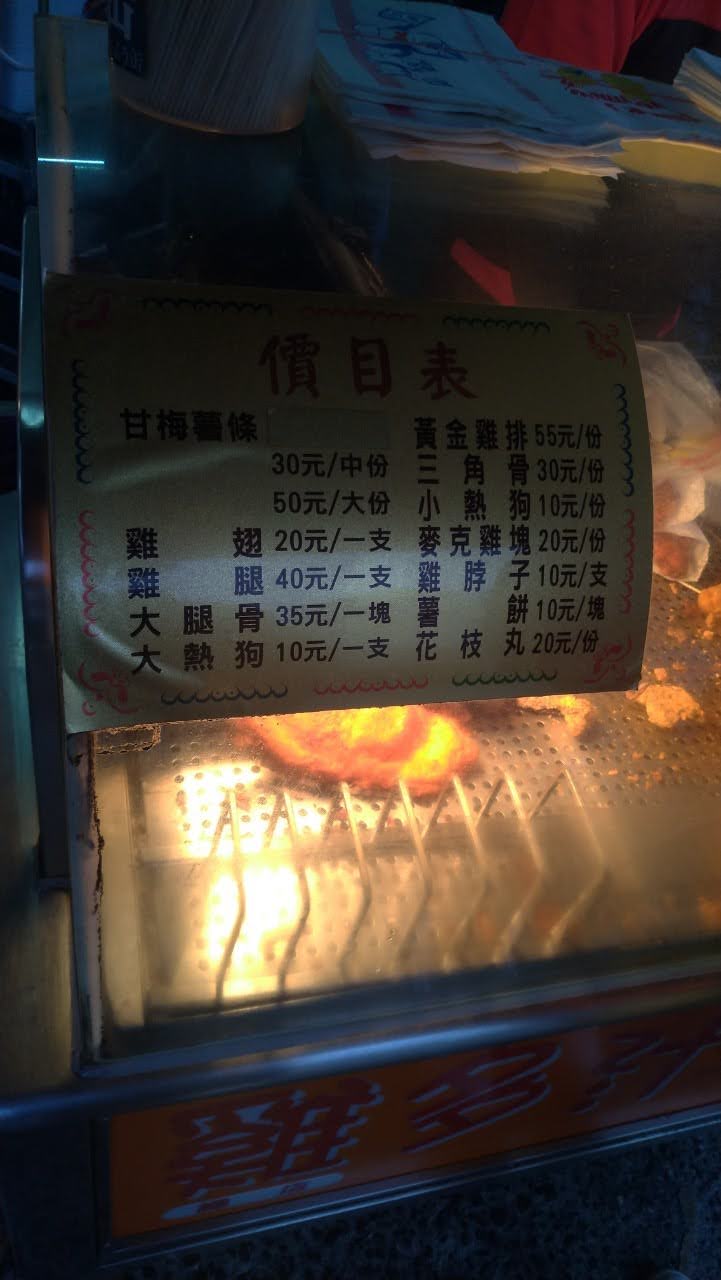 價目表
甘梅薯條
30元/中份
50元/大份
雞翅 20元/一支
雞腿 40元/一支
大腿骨 35元/一塊
大熱狗 10元/一支
黃金雞排 55元/份
三角骨 30元/份
小熱狗 10元/份
麥克雞塊 20元/份
雞脖子 10元/支
薯餅 10元/塊
花枝丸 20元/份